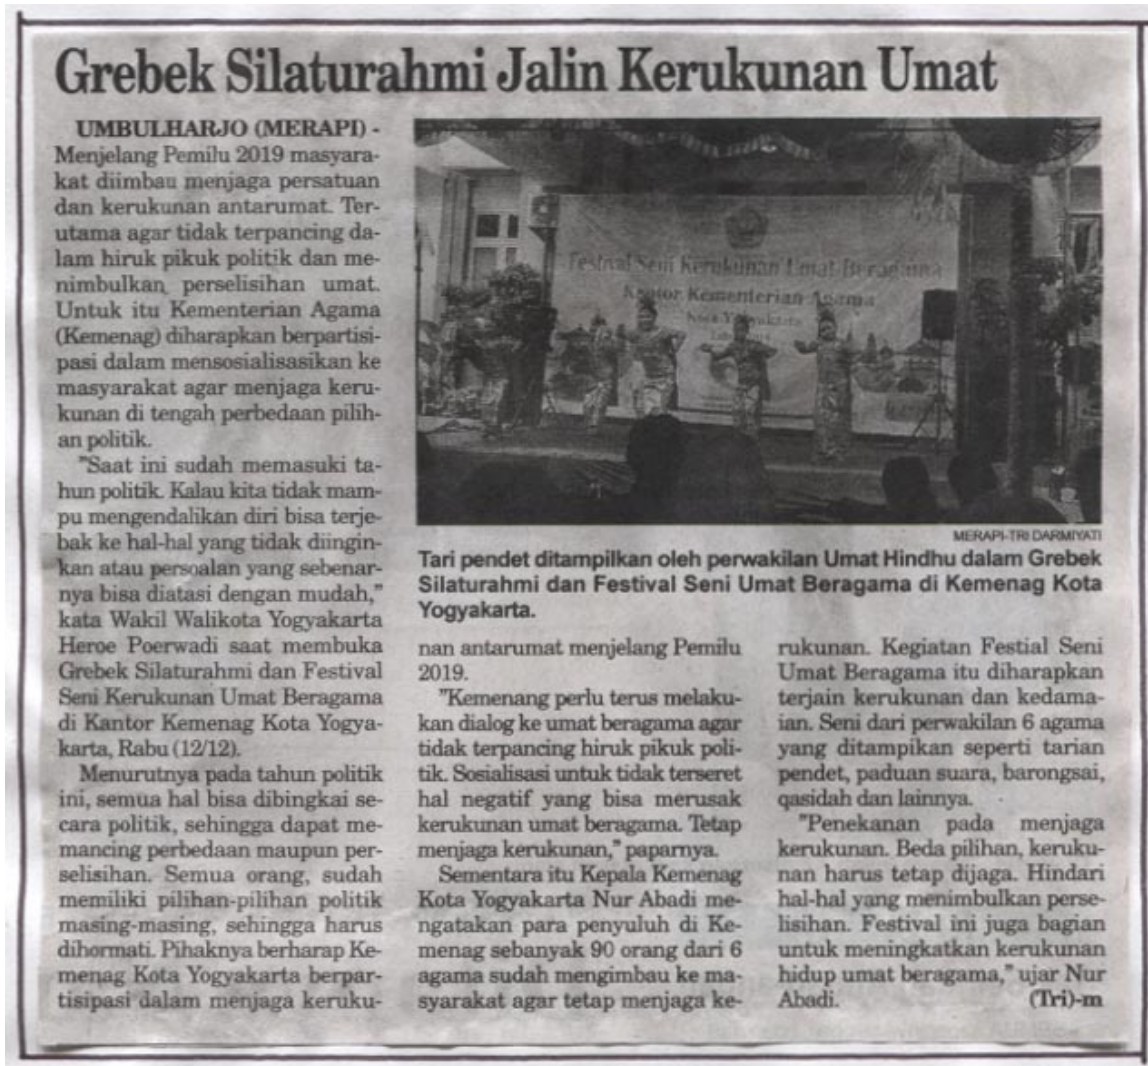 Grebek Silaturahmi Jalin Kerukunan Umat
UMBULHARJO (MERAPI) -
Menjelang Pemilu 2019 masyara-
kat diimbau menjaga persatuan
dan kerukunan antarumat. Ter-
utama agar tidak terpancing da-
lam hiruk pikuk politik dan me-
nimbulkan perselisihan umat.
Untuk itu Kementerian Agama
(Kemenag) diharapkan berpartisi-
pasi dalam mensosialisasikan ke
masyarakat agar menjaga keru-
kunan di tengah perbedaan pilih-
an politik.
"Saat ini sudah memasuki ta-
hun politik. Kalau kita tidak mam-
pu mengendalikan diri bisa terje-
bak ke hal-hal yang tidak diingin-
kan atau persoalan yang sebenar-
nya bisa diatasi dengan mudah,"
kata Wakil Walikota Yogyakarta
Heroe Poerwadi saat membuka
Grebek Silaturahmi dan Festival
Seni Kerukunan Umat Beragama
di Kantor Kemenag Kota Yogya-
karta, Rabu (12/12).
Menurutnya pada tahun politik
ini, semua hal bisa dibingkai se-
cara politik, sehingga dapat me-
mancing perbedaan maupun per-
selisihan. Semua orang, sudah
memiliki pilihan-pilihan politik
masing-masing, sehingga harus
dihormati. Pihaknya berharap Ke-
menag Kota Yogyakarta berpar-
tisipasi dalam menjaga keruku-
Festival Seni Kerukunan Umat Beragama
Kantor Kementerian Agama
Kota Yogyakarta
MERAPI-TRI DARMIYATI
Tari pendet ditampilkan oleh perwakilan Umat Hindhu dalam Grebek
Silaturahmi dan Festival Seni Umat Beragama di Kemenag Kota
Yogyakarta.
nan antarumat menjelang Pemilu
2019.
"Kemenang perlu terus melaku-
kan dialog ke umat beragama agar
tidak terpancing hiruk pikuk poli-
tik. Sosialisasi untuk tidak terseret
hal negatif yang bisa merusak
kerukunan umat beragama. Tetap
menjaga kerukunan," paparnya.
Sementara itu Kepala Kemenag
Kota Yogyakarta Nur Abadi me-
ngatakan para penyuluh di Ke-
menag sebanyak 90 orang dari 6
agama sudah mengimbau ke ma-
syarakat agar tetap menjaga ke-
rukunan. Kegiatan Festial Seni
Umat Beragama itu diharapkan
terjain kerukunan dan kedama-
ian. Seni dari perwakilan 6 agama
yang ditampikan seperti tarian
pendet, paduan suara, barongsai,
qasidah dan lainnya.
"Penekanan pada menjaga
kerukunan. Beda pilihan, keruku-
nan harus tetap dijaga. Hindari
hal-hal yang menimbulkan perse-
lisihan. Festival ini juga bagian
untuk meningkatkan kerukunan
hidup umat beragama," ujar Nur
Abadi. (Tri)-m